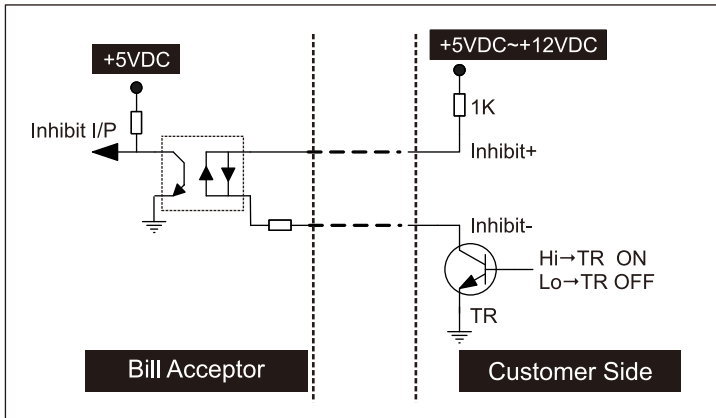 +5VDC
+5VDC~+12VDC
1K
Inhibit I/P
Inhibit+
Inhibit-
Hi→TR ON
Lo→TR OFF
TR
Bill Acceptor
Customer Side